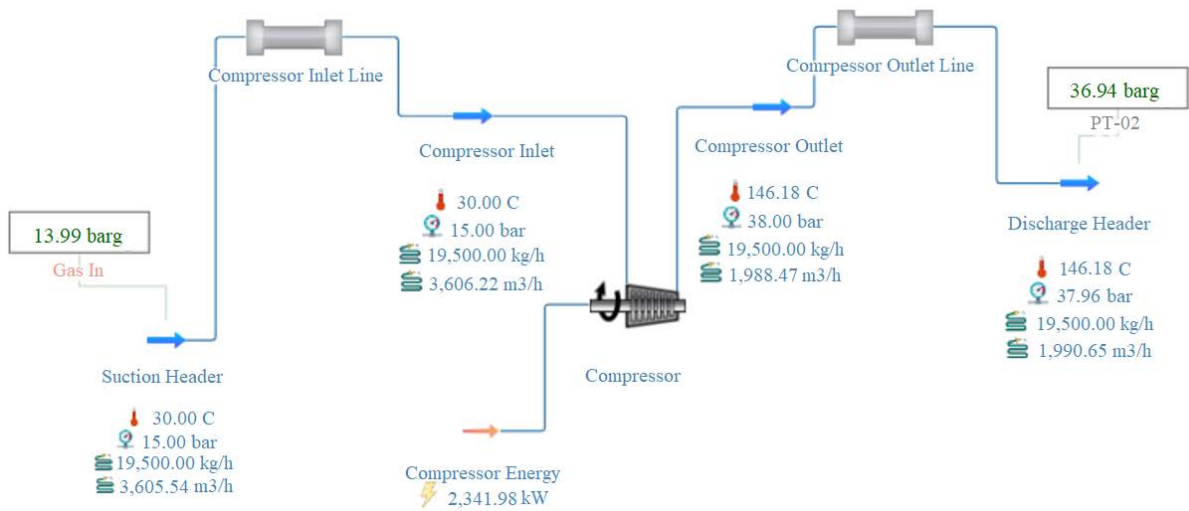 Compressor Inlet Line
Comrpessor Outlet Line
36.94 barg
PT-02
Compressor Inlet
30.00 C
15.00 bar
19,500.00 kg/h
3,606.22 m3/h
Compressor Outlet
146.18 C
38.00 bar
19,500.00 kg/h
1,988.47 m3/h
13.99 barg
Gas In
Discharge Header
146.18 C
37.96 bar
19,500.00 kg/h
1,990.65 m3/h
Suction Header
30.00 C
15.00 bar
19,500.00 kg/h
3,605.54 m3/h
Compressor
Compressor Energy
2,341.98 kW